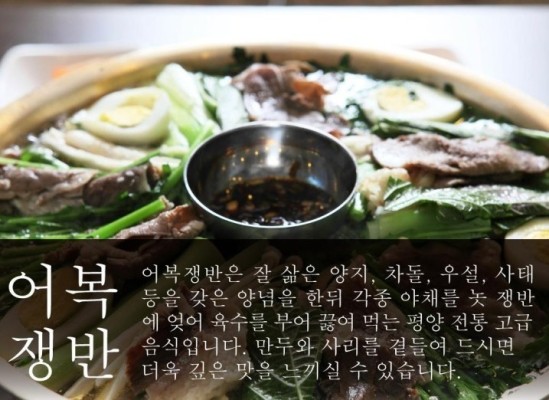 어복
쟁반
어복쟁반은 잘 삶은 양지, 차돌, 우설, 사태
등을 갖은 양념을 한뒤 각종 야채를 놋 쟁반
에 얹어 육수를 부어 끓여 먹는 평양 전통 고급
음식입니다. 만두와 사리를 곁들여 드시면
더욱 깊은 맛을 느끼실 수 있습니다.